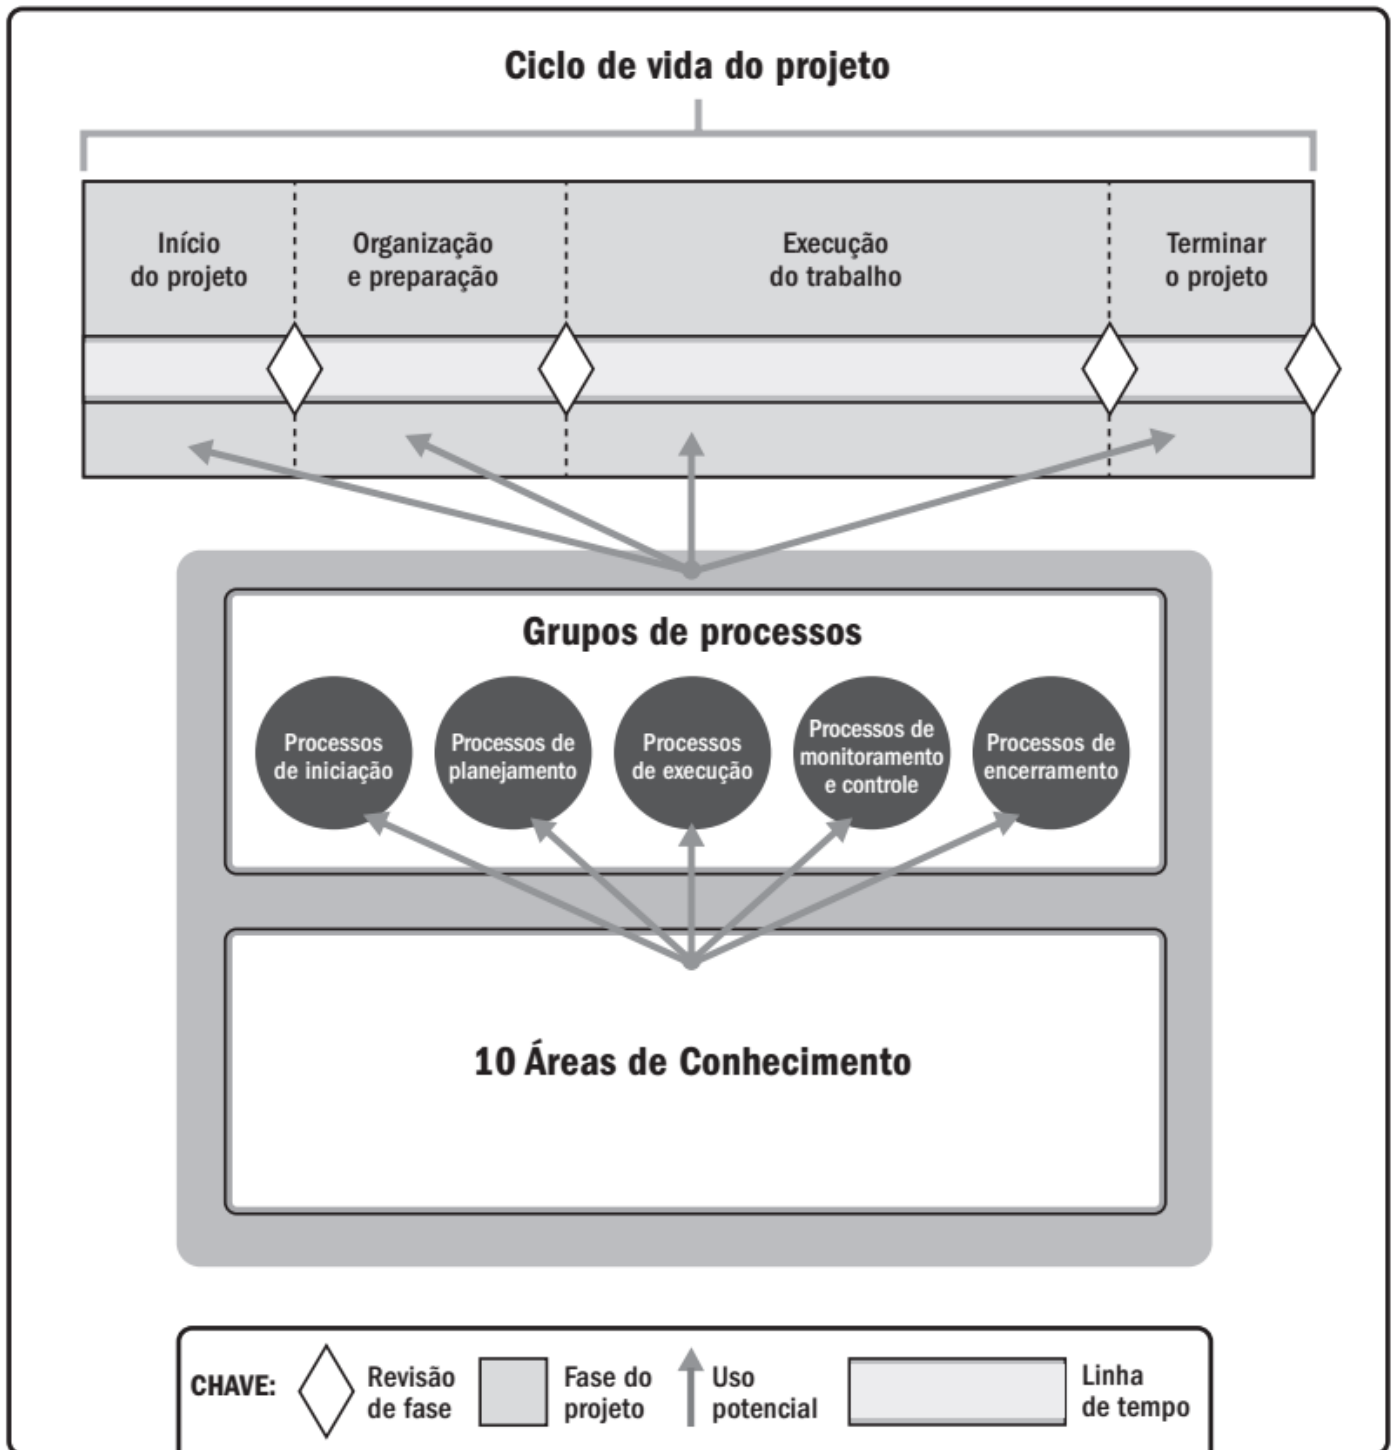 Ciclo de vida do projeto
Início
do projeto
Organização
e preparação
Execução
do trabalho
Terminar
o projeto
Grupos de processos
Processos
de iniciação
Processos de
planejamento
Processos
de execução
Processos de
monitoramento
e controle
Processos de
encerramento
10 Áreas de Conhecimento
CHAVE:
Revisão
de fase
Fase do
projeto
Uso
potencial
Linha
de tempo